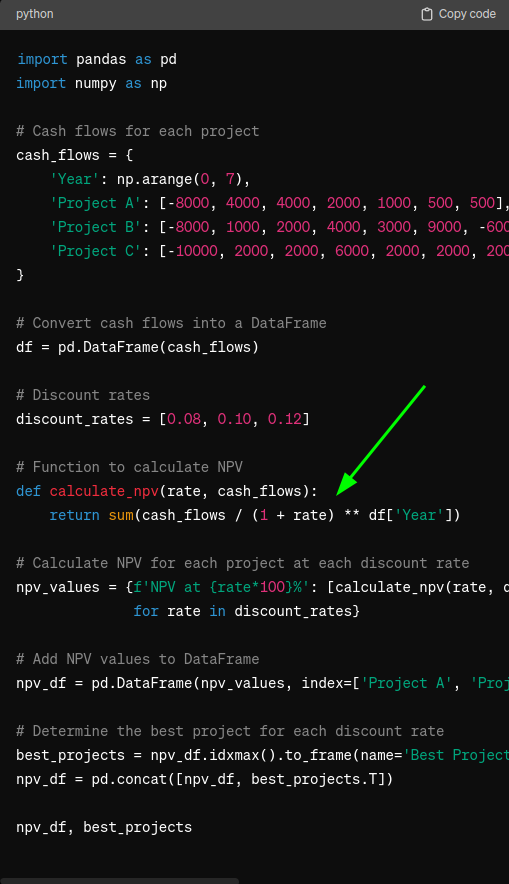 python Copy code
import pandas as pd
import numpy as np
# Cash flows for each project
cash_flows = {
    'Year': np.arange(0, 7),
    'Project A': [-8000, 4000, 4000, 2000, 1000, 500, 500],
    'Project B': [-8000, 1000, 2000, 4000, 3000, 9000, -600
    'Project C': [-10000, 2000, 2000, 6000, 2000, 2000, 200
}
# Convert cash flows into a DataFrame
df = pd.DataFrame(cash_flows)
# Discount rates
discount_rates = [0.08, 0.10, 0.12]
# Function to calculate NPV
def calculate_npv(rate, cash_flows):
    return sum(cash_flows / (1 + rate) ** df['Year'])
# Calculate NPV for each project at each discount rate
npv_values = {f'NPV at {rate*100}%': [calculate_npv(rate,
              for rate in discount_rates}
# Add NPV values to DataFrame
npv_df = pd.DataFrame(npv_values, index=['Project A', 'Proj
# Determine the best project for each discount rate
best_projects = npv_df.idxmax().to_frame(name='Best Project
npv_df = pd.concat([npv_df, best_projects.T])
npv_df, best_projects